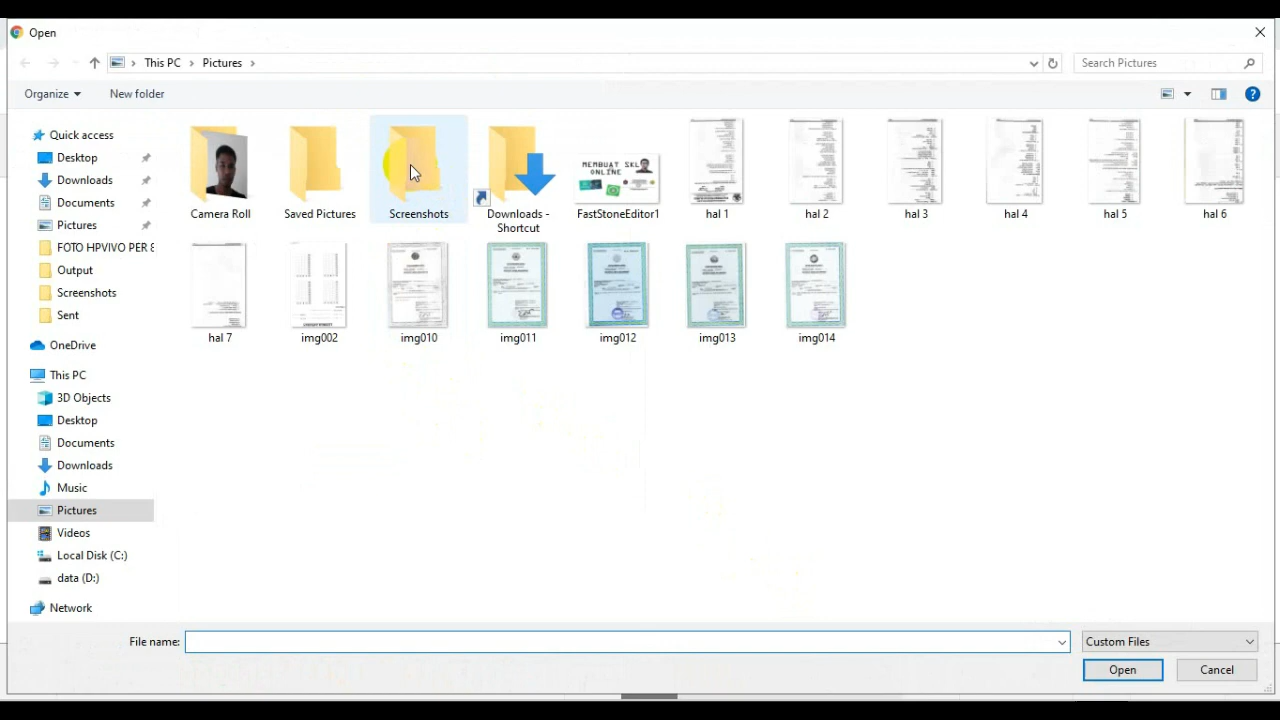 Open
This PC
Pictures
Search Pictures
Organize
New folder
Quick access
Desktop
Downloads
Documents
Pictures
FOTO HPVIVO PER 8
Output
Screenshots
Sent
OneDrive
This PC
3D Objects
Desktop
Documents
Downloads
Music
Pictures
Videos
Local Disk (C:)
data (D:)
Network
Camera Roll
Saved Pictures
Screenshots
Downloads -
Shortcut
MEMBUAT SKL
ONLINE
FastStoneEditor1
hal 1
hal 2
hal 3
hal 4
hal 5
hal 6
hal 7
img002
img010
img011
img012
img013
img014
File name:
Custom Files
Open
Cancel